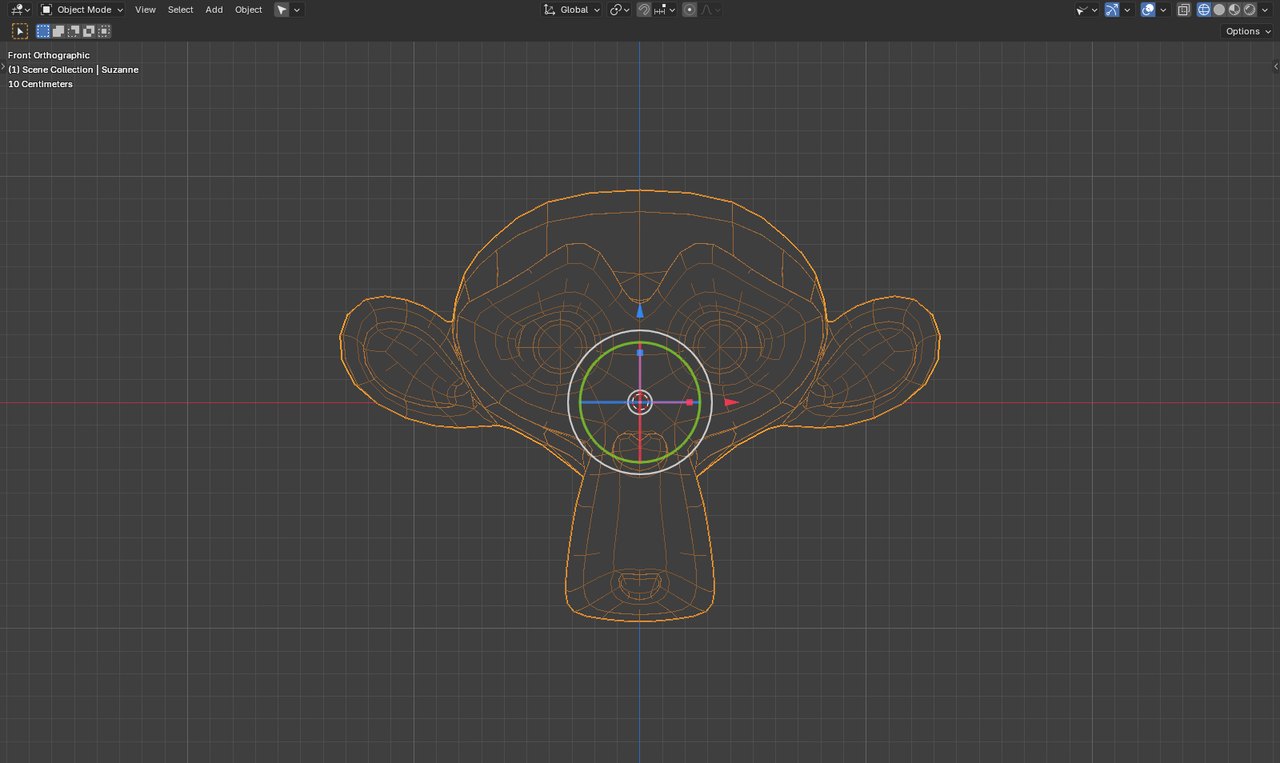 Object Mode View Select Add Object Global
Options
Front Orthographic
(1) Scene Collection | Suzanne
10 Centimeters